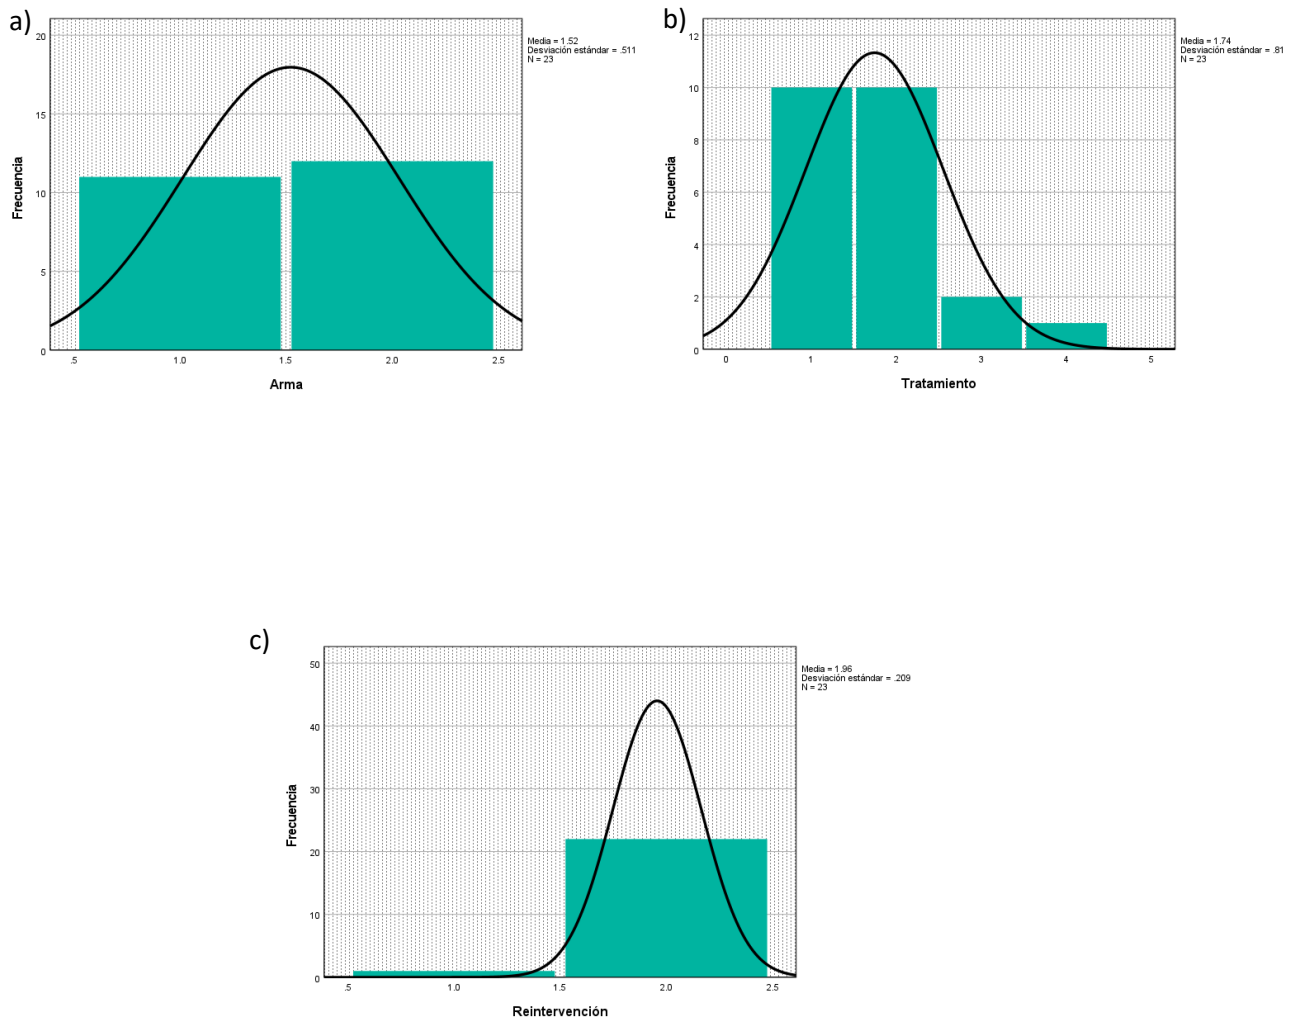 a)
Media = 1.52
Desviación estándar = .511
N = 23
Frecuencia
20
15
10
5
0
.5 1.0 1.5 2.0 2.5
Arma
b)
Media = 1.74
Desviación estándar = .81
N = 23
Frecuencia
12
10
8
6
4
2
0
0 1 2 3 4 5
Tratamiento
c)
Media = 1.96
Desviación estándar = .209
N = 23
Frecuencia
50
40
30
20
10
0
.5 1.0 1.5 2.0 2.5
Reintervención